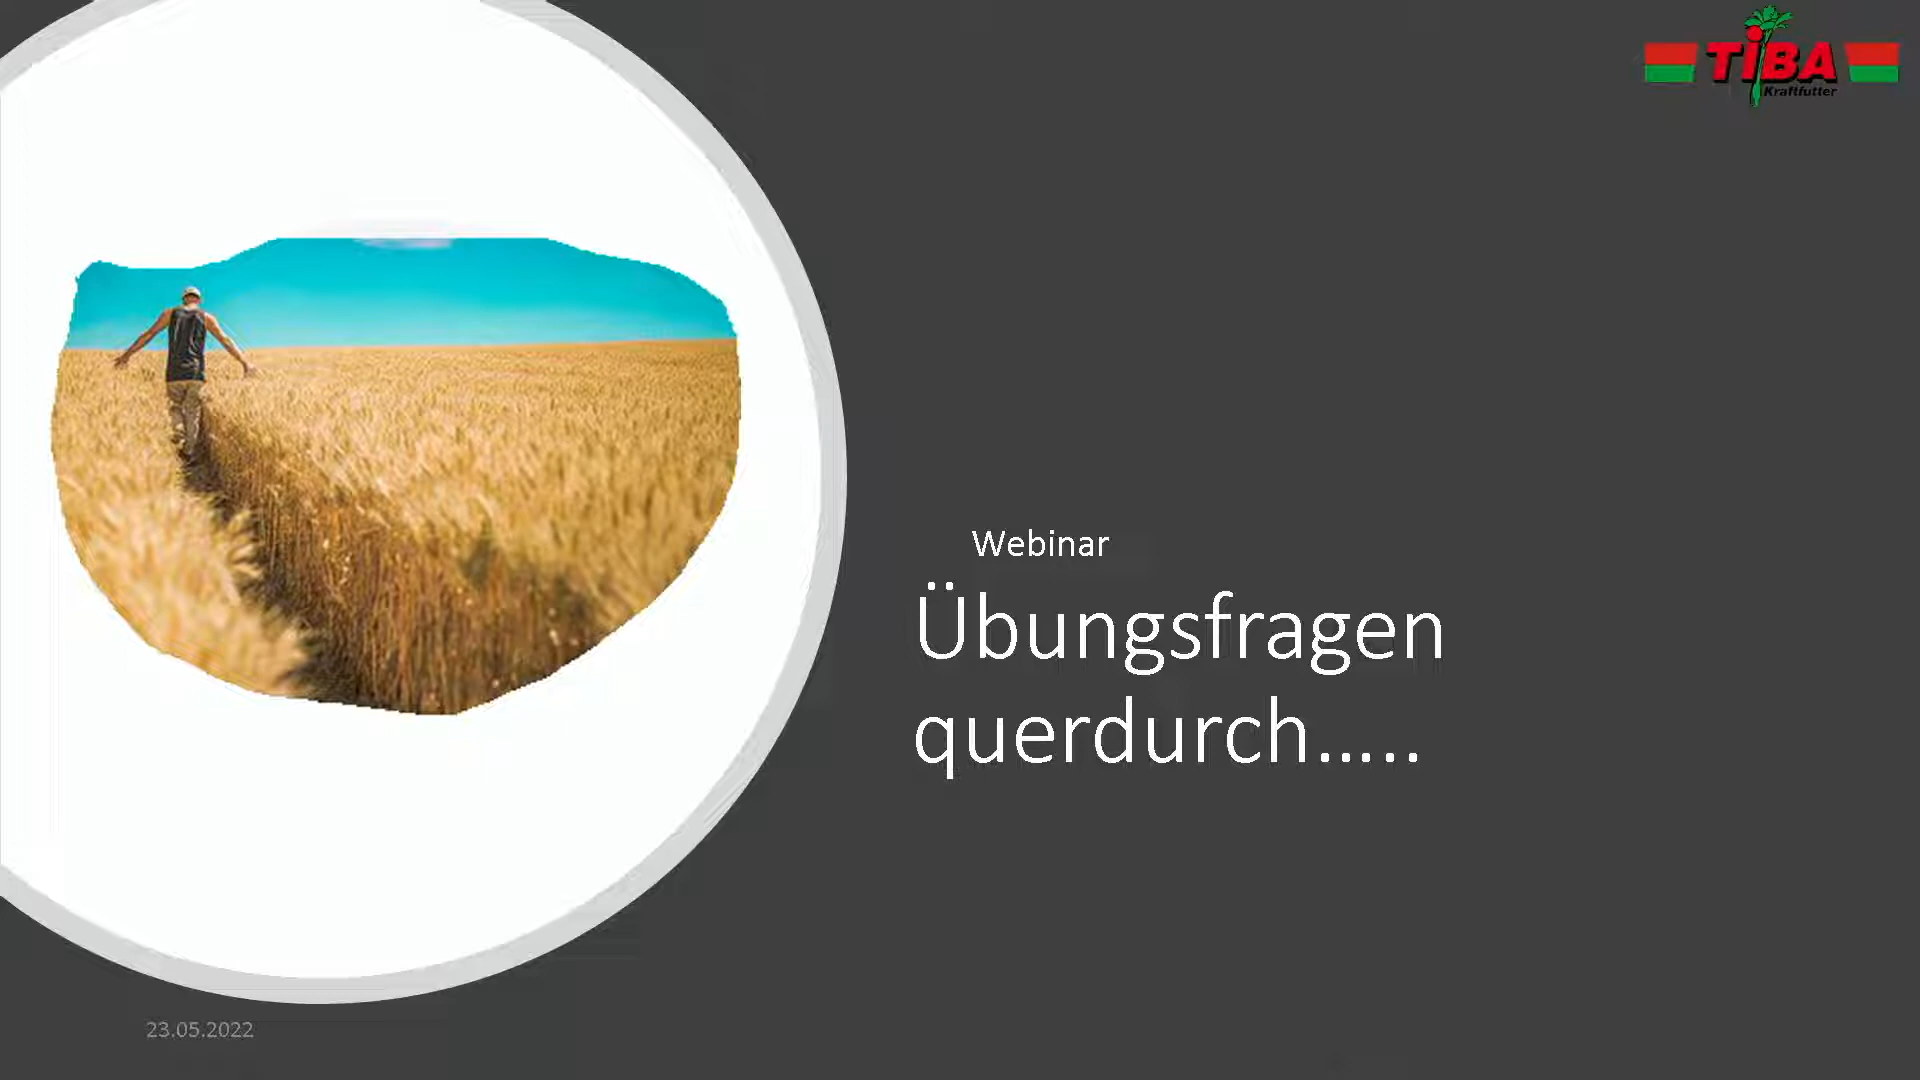 TiBA
Kraftfutter
Webinar
Übungsfragen
querdurch.....
23.05.2022